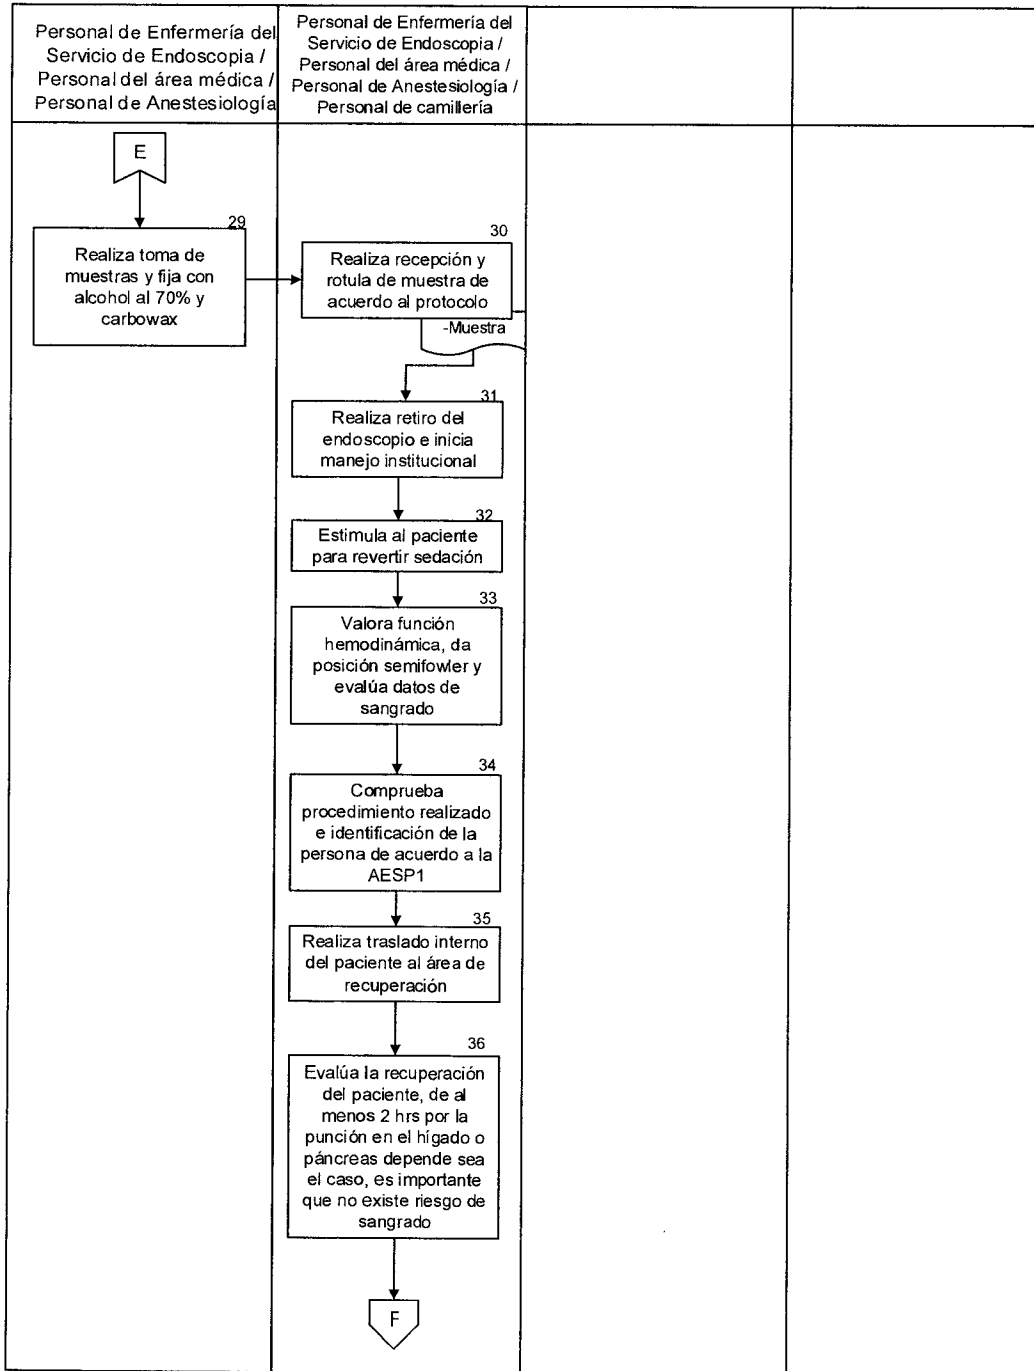 Personal de Enfermería del
Servicio de Endoscopia /
Personal del área médica /
Personal de Anestesiología
Personal de Enfermería del
Servicio de Endoscopia /
Personal del área médica /
Personal de Anestesiología /
Personal de camillería
E
29
Realiza toma de
muestras y fija con
alcohol al 70% y
carbowax
30
Realiza recepción y
rotula de muestra de
acuerdo al protocolo
-Muestra
31
Realiza retiro del
endoscopio e inicia
manejo institucional
32
Estimula al paciente
para revertir sedación
33
Valora función
hemodinámica, da
posición semifowler y
evalúa datos de
sangrado
34
Comprueba
procedimiento realizado
e identificación de la
persona de acuerdo a la
AESP1
35
Realiza traslado interno
del paciente al área de
recuperación
36
Evalúa la recuperación
del paciente, de al
menos 2 hrs por la
punción en el hígado o
páncreas depende sea
el caso, es importante
que no existe riesgo de
sangrado
F